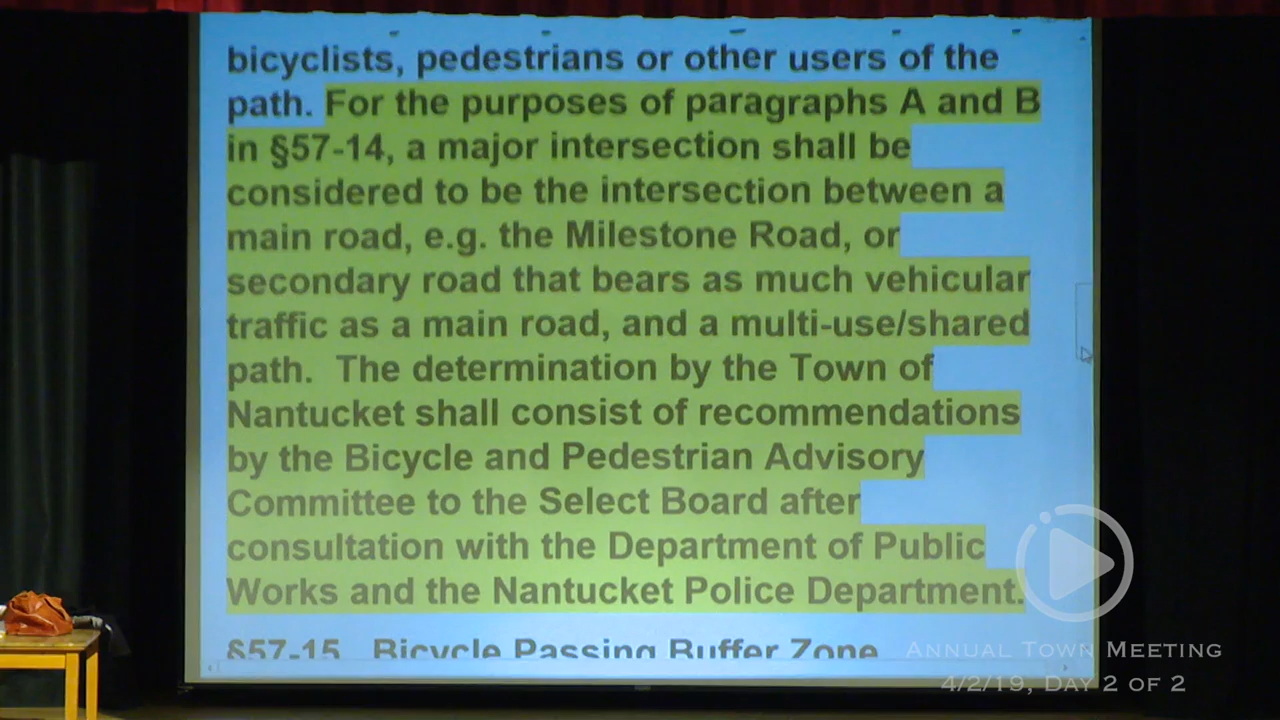 bicyclists, pedestrians or other users of the
path. For the purposes of paragraphs A and B
in §57-14, a major intersection shall be
considered to be the intersection between a
main road, e.g. the Milestone Road, or
secondary road that bears as much vehicular
traffic as a main road, and a multi-use/shared
path.  The determination by the Town of
Nantucket shall consist of recommendations
by the Bicycle and Pedestrian Advisory
Committee to the Select Board after
consultation with the Department of Public
Works and the Nantucket Police Department.
§57-15 Bicycle Passing Buffer Zone
Annual Town Meeting
4/2/19, Day 2 of 2